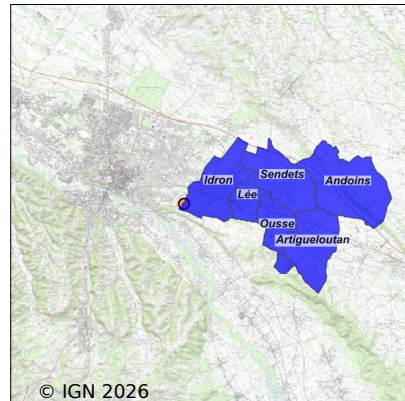 Sendets
Andoins
Idron
Lée
Ousse
Artigueloutan
© IGN 2026